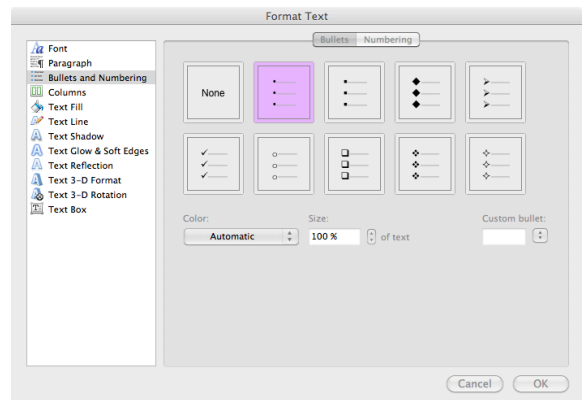 Format Text
Font
Paragraph
Bullets and Numbering
Columns
Text Fill
Text Line
Text Shadow
Text Glow & Soft Edges
Text Reflection
Text 3-D Format
Text 3-D Rotation
Text Box
Bullets Numbering
None
Color: Size: Custom bullet:
Automatic 100 % of text
Cancel OK